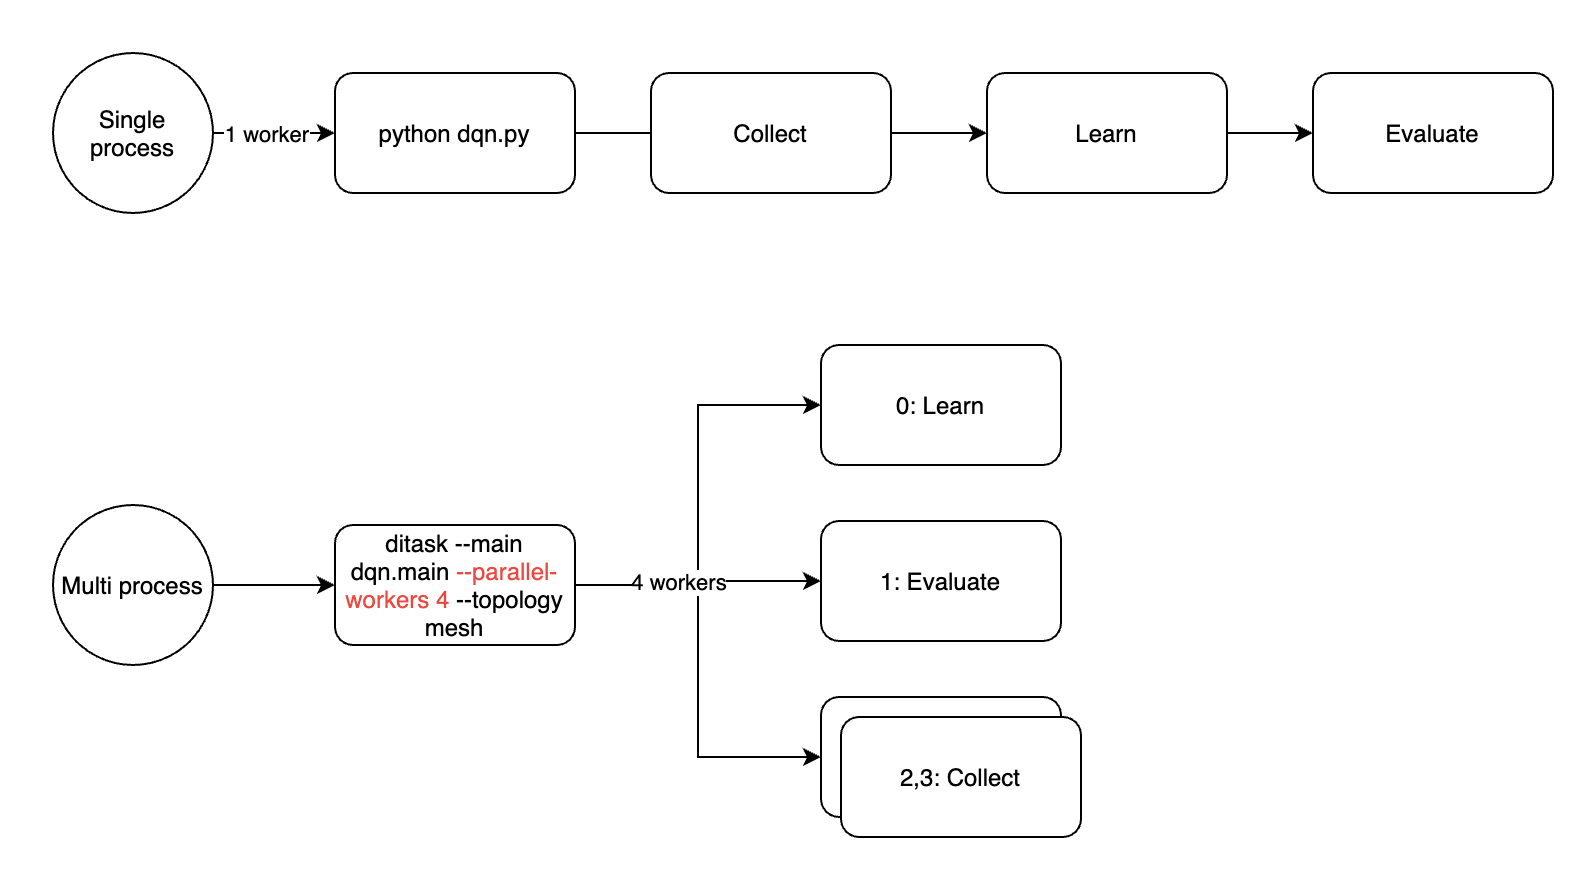 Single
process
1 worker
python dqn.py
Collect
Learn
Evaluate
0: Learn
Multi process
ditask --main
dqn.main --parallel-
workers 4 --topology
mesh
4 workers
1: Evaluate
2,3: Collect